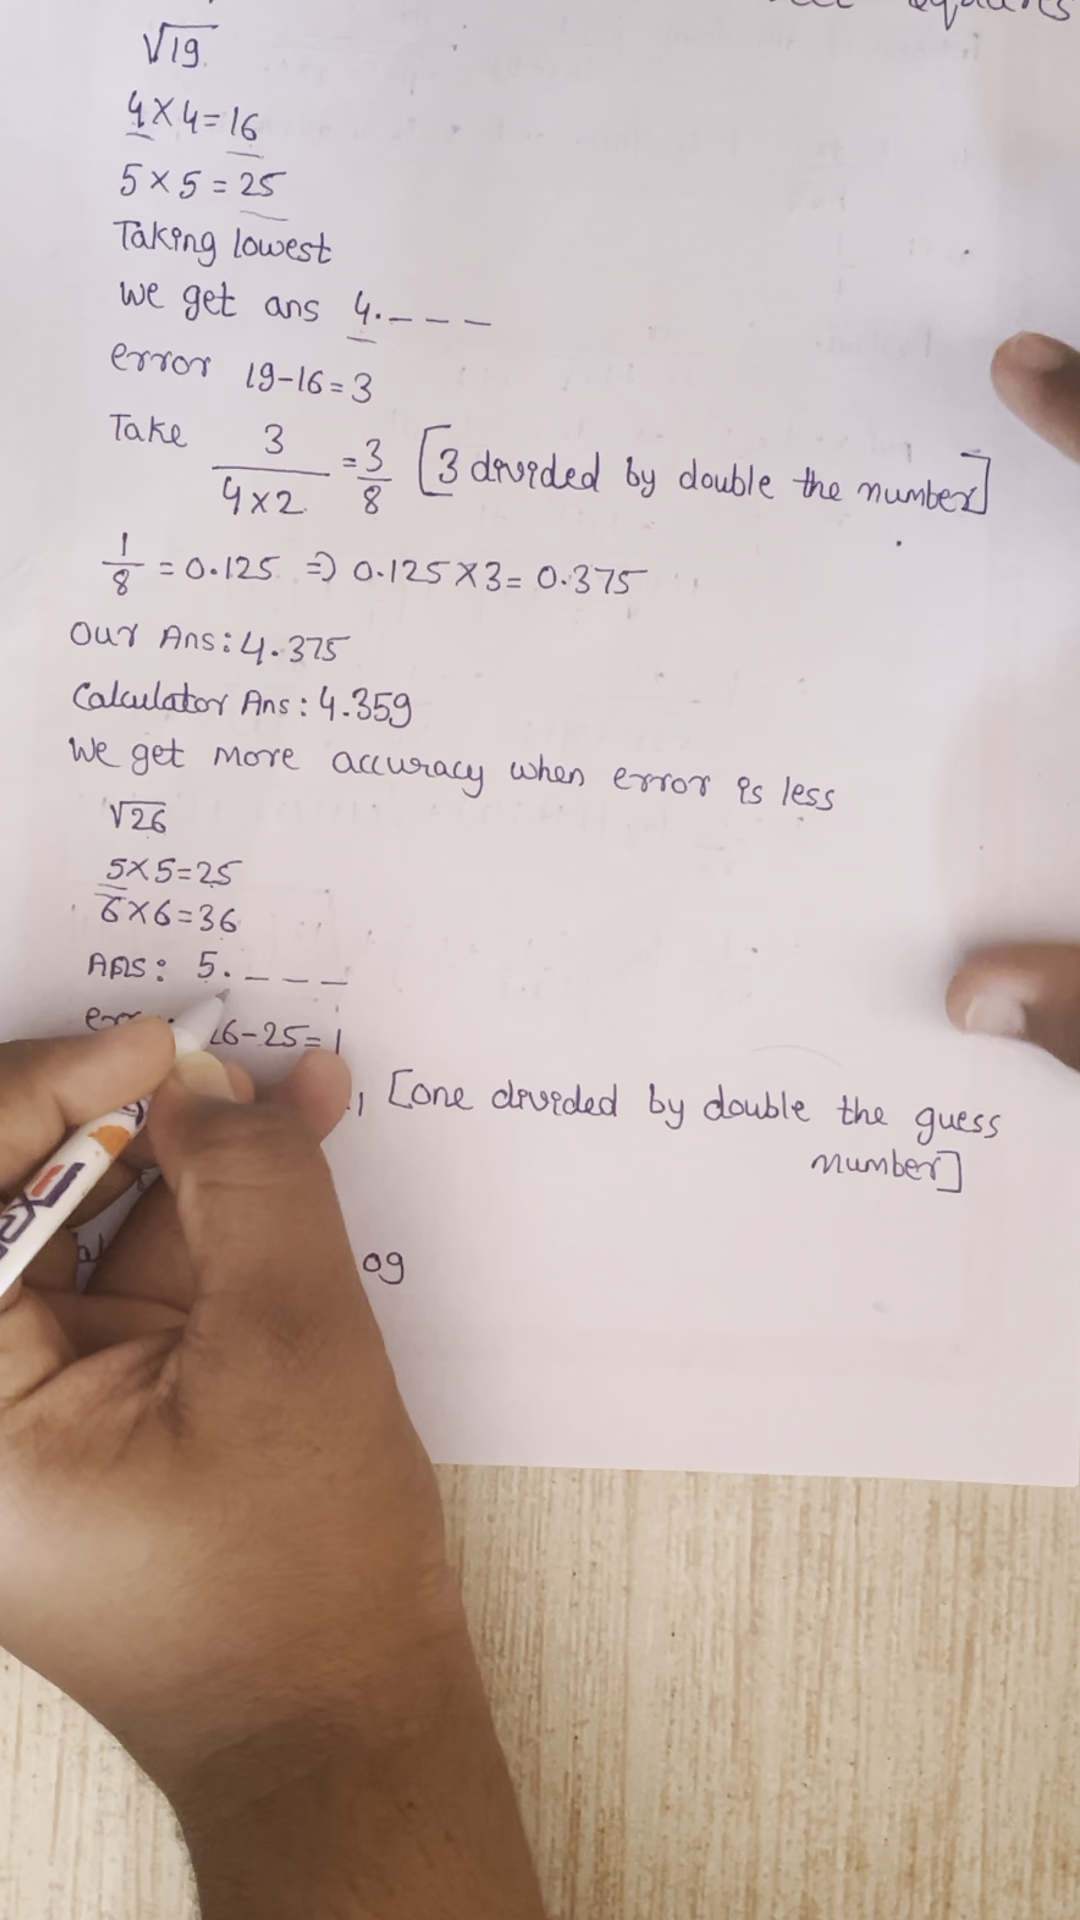 √19
4×4=16
5×5=25
Taking lowest
we get ans 4.---
error 19-16=3
Take 3/4×2 =3/8 [3 divided by double the number]
1/8 = 0.125 ⇒ 0.125×3= 0.375
Our Ans: 4.375
Calculator Ans: 4.359
We get more accuracy when error is less
√26
5×5=25
6×6=36
Ans: 5.---
6-25=1
[one divided by double the guess
number]
09